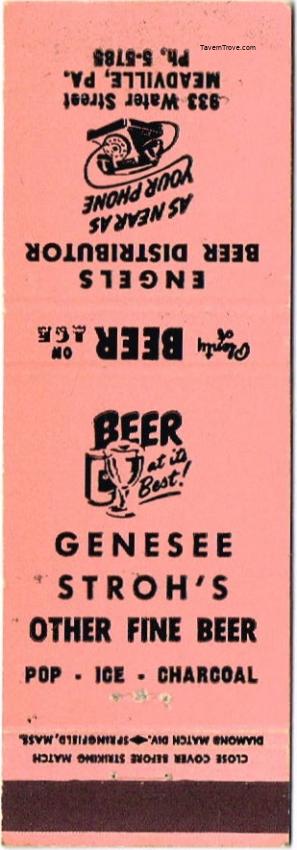 TavernTrove.com
ENGELS
BEER DISTRIBUTOR
AS NEAR AS
YOUR PHONE
933 Water Street
MEADVILLE, PA.
Ph. 5-5785
Plenty of BEER ON
BEER
at its
Best!
GENESEE
STROH'S
OTHER FINE BEER
POP - ICE - CHARCOAL
CLOSE COVER BEFORE STRIKING MATCH
DIAMOND MATCH DIV. SPRINGFIELD, MASS.